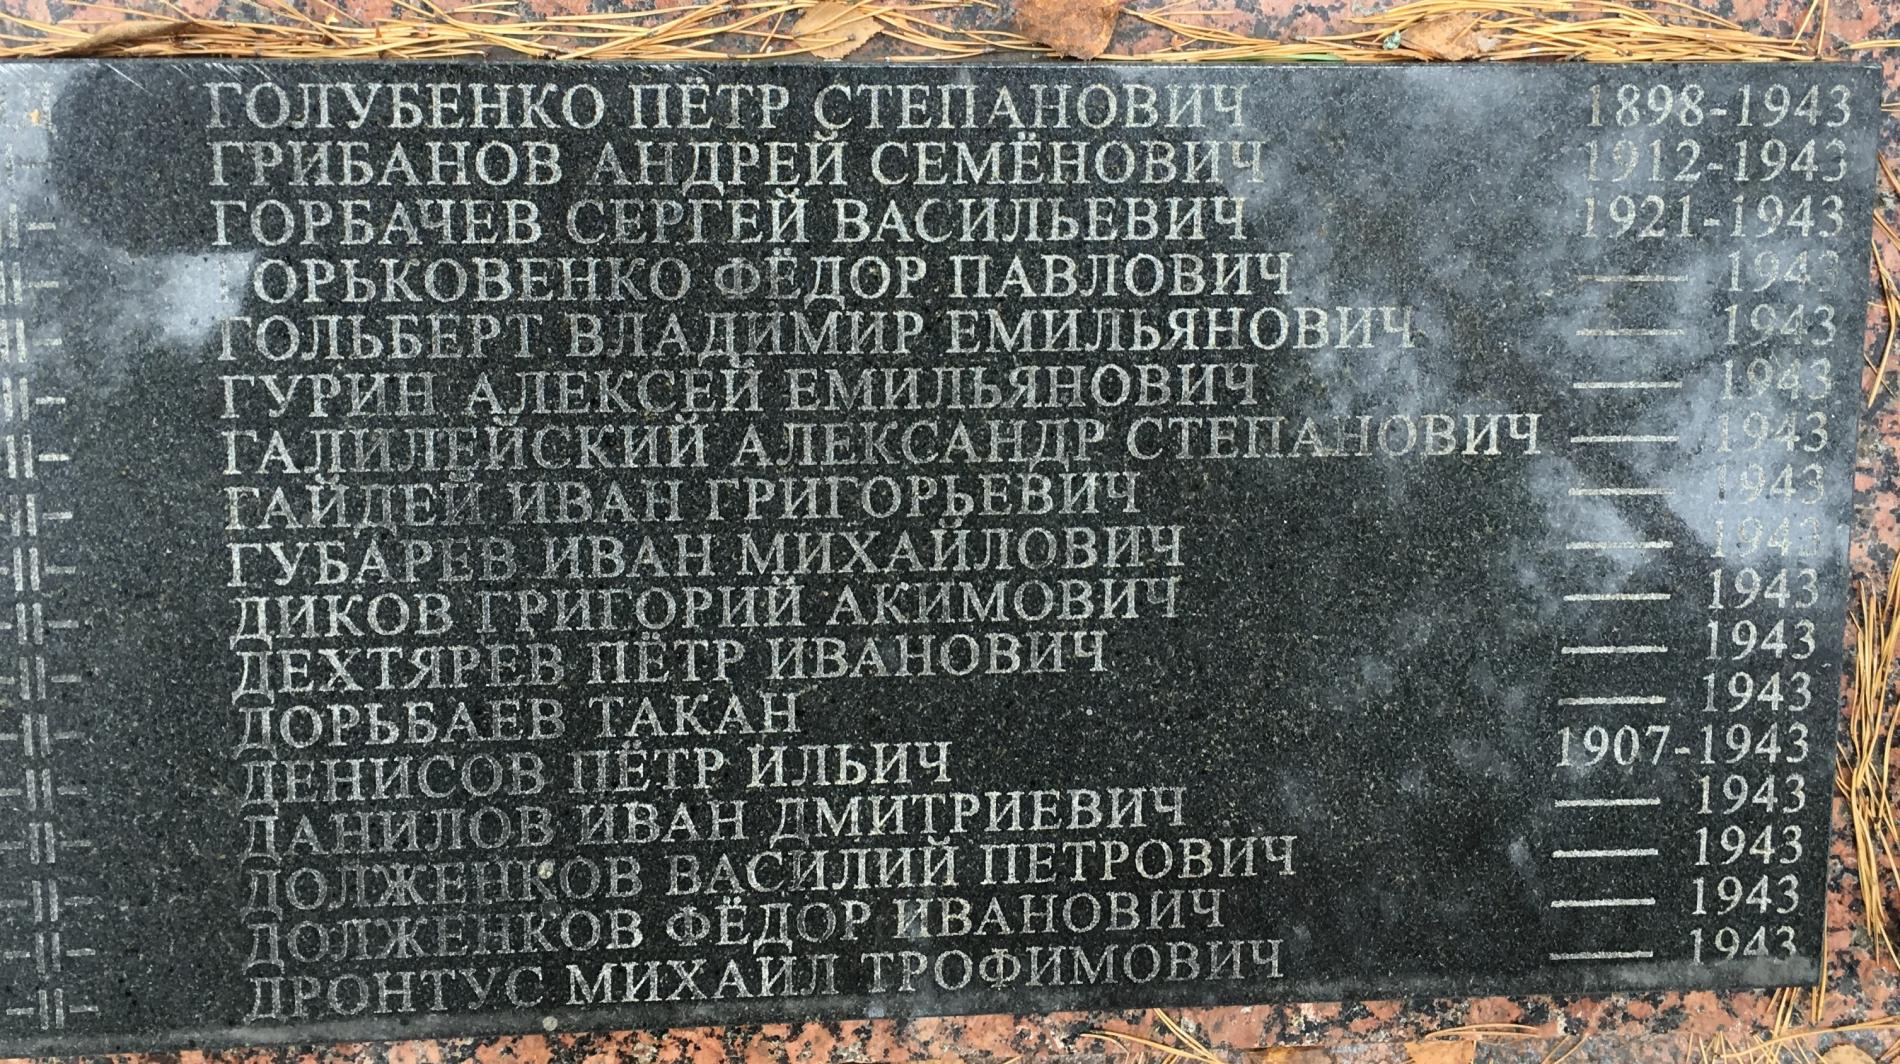 ГОЛУБЕНКО ПЁТР СТЕПАНОВИЧ 1898-1943
ГРИБАНОВ АНДРЕЙ СЕМЁНОВИЧ 1912-1943
ГОРБАЧЕВ СЕРГЕЙ ВАСИЛЬЕВИЧ 1921-1943
ГОРЬКОВЕНКО ФЁДОР ПАВЛОВИЧ — 1943
ГОЛЬБЕРТ ВЛАДИМИР ЕМИЛЬЯНОВИЧ — 1943
ГУРИН АЛЕКСЕЙ ЕМИЛЬЯНОВИЧ — 1943
ГАЛИЛЕЙСКИЙ АЛЕКСАНДР СТЕПАНОВИЧ — 1943
ГАЙДЕЙ ИВАН ГРИГОРЬЕВИЧ — 1943
ГУБАРЕВ ИВАН МИХАЙЛОВИЧ — 1943
ДИКОВ ГРИГОРИЙ АКИМОВИЧ — 1943
ДЕХТЯРЕВ ПЁТР ИВАНОВИЧ — 1943
ДОРЬБАЕВ ТАКАН — 1943
ДЕНИСОВ ПЁТР ИЛЬИЧ 1907-1943
ДАНИЛОВ ИВАН ДМИТРИЕВИЧ — 1943
ДОЛЖЕНКОВ ВАСИЛИЙ ПЕТРОВИЧ — 1943
ДОЛЖЕНКОВ ФЁДОР ИВАНОВИЧ — 1943
ДРОНТУС МИХАИЛ ТРОФИМОВИЧ — 1943